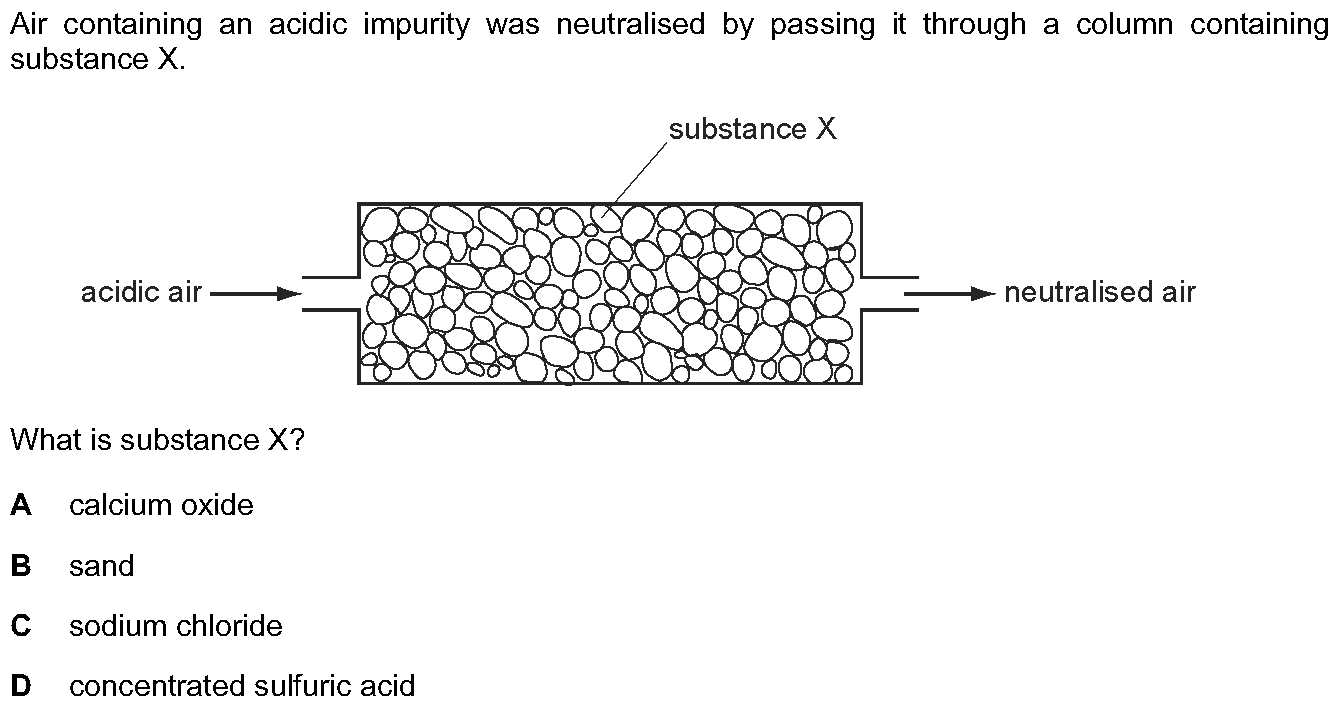 Air containing an acidic impurity was neutralised by passing it through a column containing
substance X.
substance X
acidic air
neutralised air
What is substance X?
A calcium oxide
B sand
C sodium chloride
D concentrated sulfuric acid